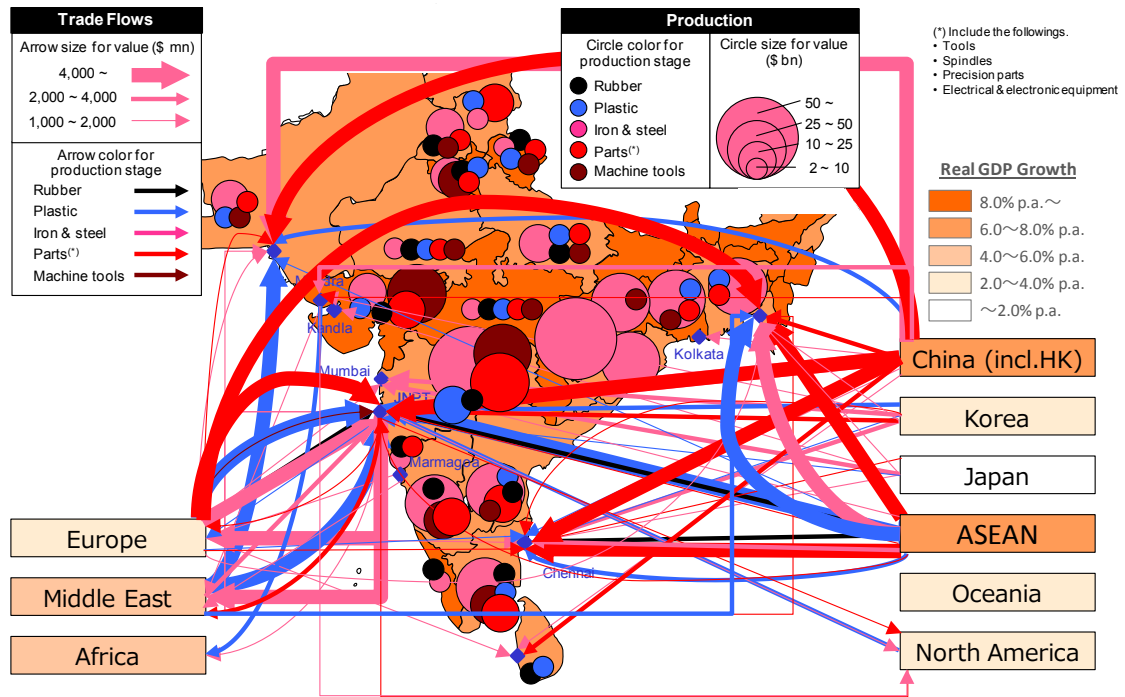 Trade Flows
Arrow size for value ($ mn)
4,000 ~
2,000 ~ 4,000
1,000 ~ 2,000
Arrow color for
production stage
Rubber
Plastic
Iron & steel
Parts(*)
Machine tools
Production
Circle color for
production stage
Rubber
Plastic
Iron & steel
Parts(*)
Machine tools
Circle size for value
($ bn)
50 ~
25 ~ 50
10 ~ 25
2 ~ 10
(*) Include the followings.
• Tools
• Spindles
• Precision parts
• Electrical & electronic equipment
Real GDP Growth
8.0% p.a.～
6.0～8.0% p.a.
4.0～6.0% p.a.
2.0～4.0% p.a.
～2.0% p.a.
Kandla
Mumbai
JNPT
Marmagoa
Chennai
Kolkata
China (incl.HK)
Korea
Japan
ASEAN
Oceania
North America
Europe
Middle East
Africa